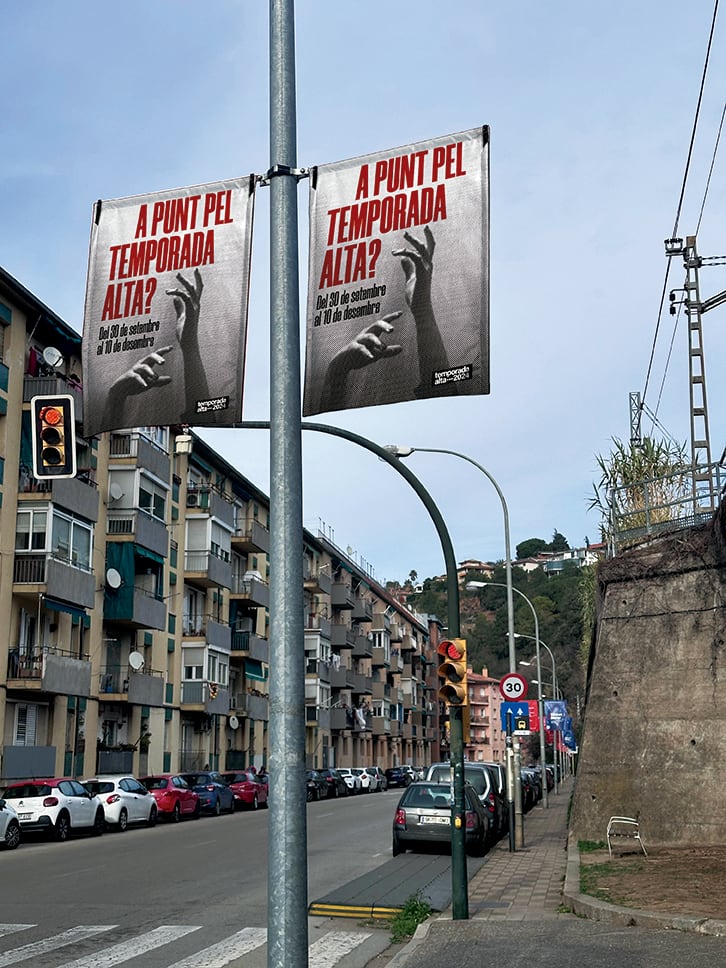 A PUNT PEL
TEMPORADA
ALTA?
Del 30 de setembre
al 10 de desembre
temporada
alta—2024
A PUNT PEL
TEMPORADA
ALTA?
Del 30 de setembre
al 10 de desembre
temporada
alta—2024
30